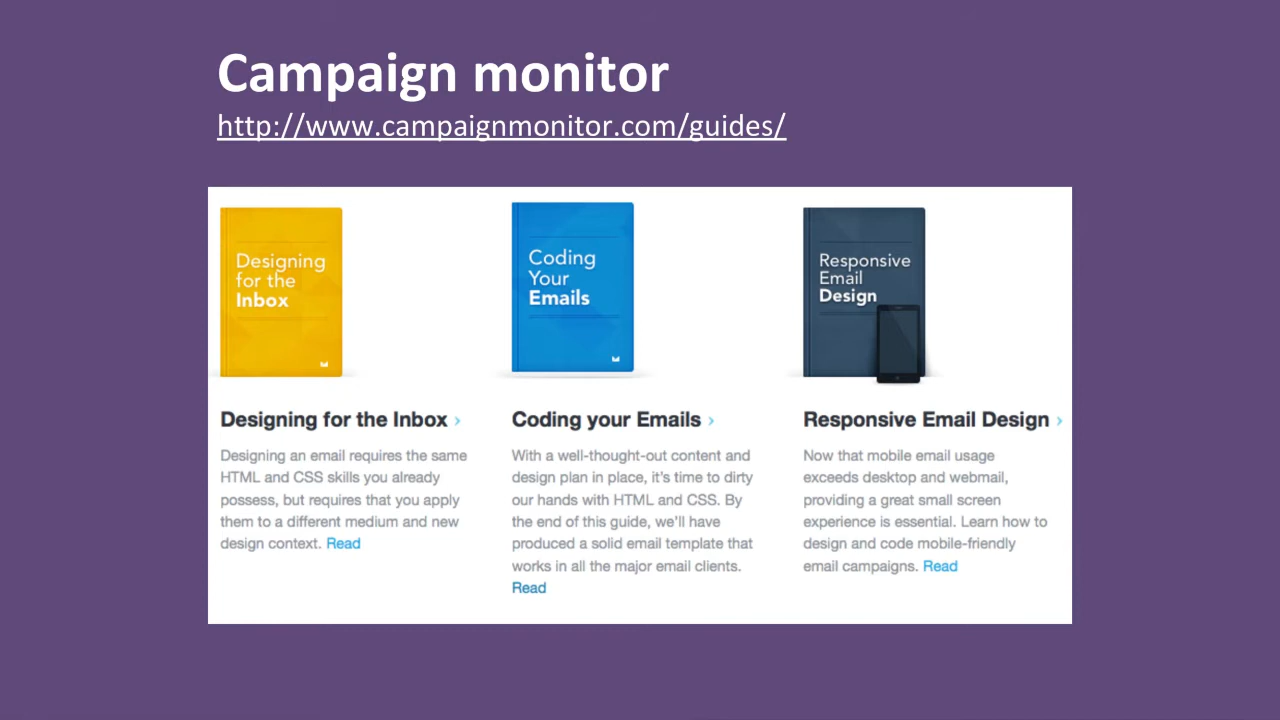 Campaign monitor
http://www.campaignmonitor.com/guides/
Designing
for the
Inbox
Coding
Your
Emails
Responsive
Email
Design
Designing for the Inbox ›
Designing an email requires the same
HTML and CSS skills you already
possess, but requires that you apply
them to a different medium and new
design context. Read
Coding your Emails ›
With a well-thought-out content and
design plan in place, it’s time to dirty
our hands with HTML and CSS. By
the end of this guide, we’ll have
produced a solid email template that
works in all the major email clients.
Read
Responsive Email Design ›
Now that mobile email usage
exceeds desktop and webmail,
providing a great small screen
experience is essential. Learn how to
design and code mobile-friendly
email campaigns. Read